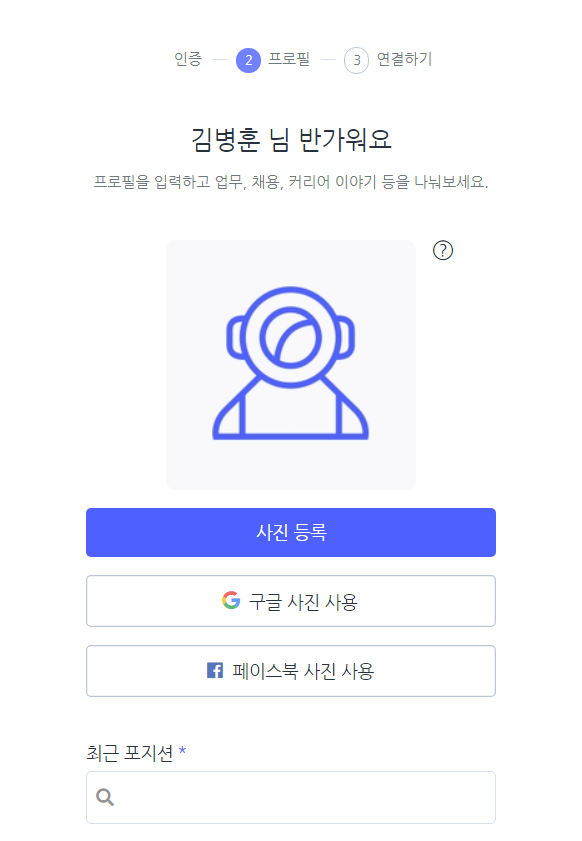 인증 2 프로필 3 연결하기
김병훈 님 반가워요
프로필을 입력하고 업무, 채용, 커리어 이야기 등을 나눠보세요.
?
사진 등록
구글 사진 사용
페이스북 사진 사용
최근 포지션 *